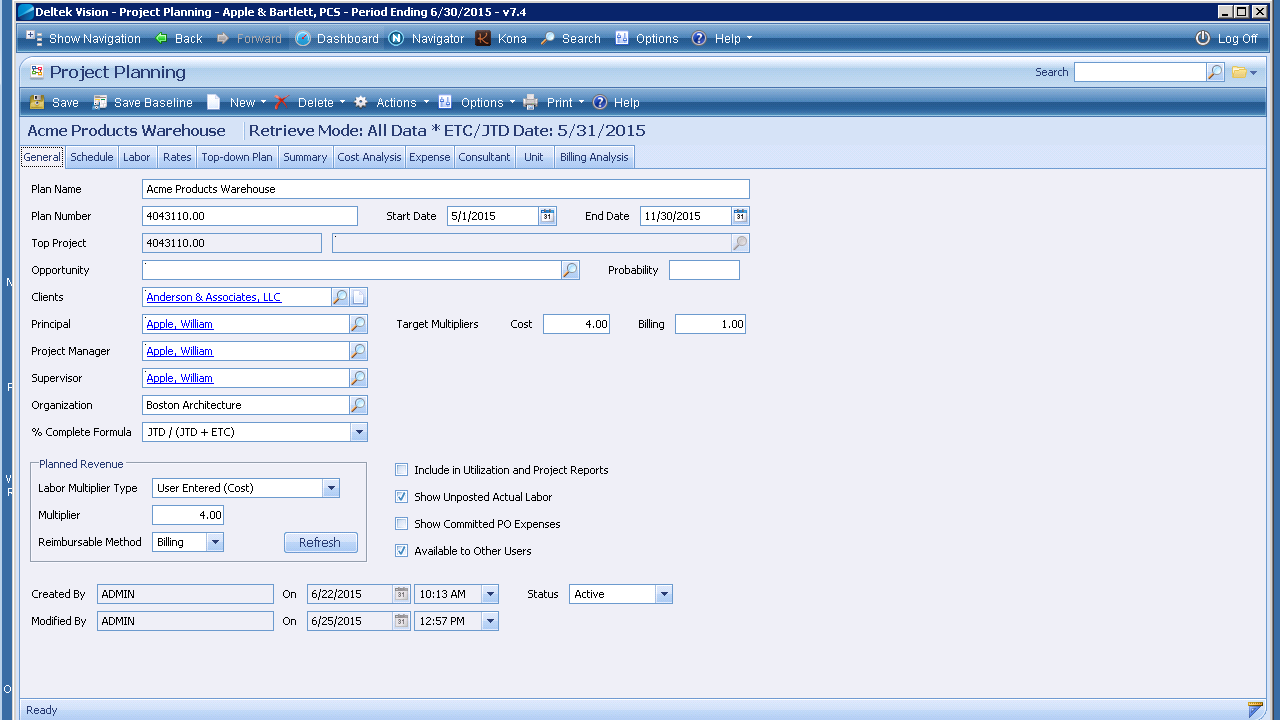 Deltek Vision - Project Planning - Apple & Bartlett, PCS - Period Ending 6/30/2015 - v7.4
Show Navigation Back Forward Dashboard Navigator Kona Search Options Help Log Off
Project Planning Search
Save Save Baseline New Delete Actions Options Print Help
Acme Products Warehouse Retrieve Mode: All Data * ETC/JTD Date: 5/31/2015
General Schedule Labor Rates Top-down Plan Summary Cost Analysis Expense Consultant Unit Billing Analysis
Plan Name Acme Products Warehouse
Plan Number 4043110.00 Start Date 5/1/2015 31 End Date 11/30/2015 31
Top Project 4043110.00
Opportunity Probability
Clients Anderson & Associates, LLC
Principal Apple, William Target Multipliers Cost 4.00 Billing 1.00
Project Manager Apple, William
Supervisor Apple, William
Organization Boston Architecture
% Complete Formula JTD / (JTD + ETC)
Planned Revenue
Include in Utilization and Project Reports
Labor Multiplier Type User Entered (Cost)
Show Unposted Actual Labor
Multiplier 4.00
Show Committed PO Expenses
Reimbursable Method Billing Refresh
Available to Other Users
Created By ADMIN On 6/22/2015 31 10:13 AM Status Active
Modified By ADMIN On 6/25/2015 31 12:57 PM
Ready